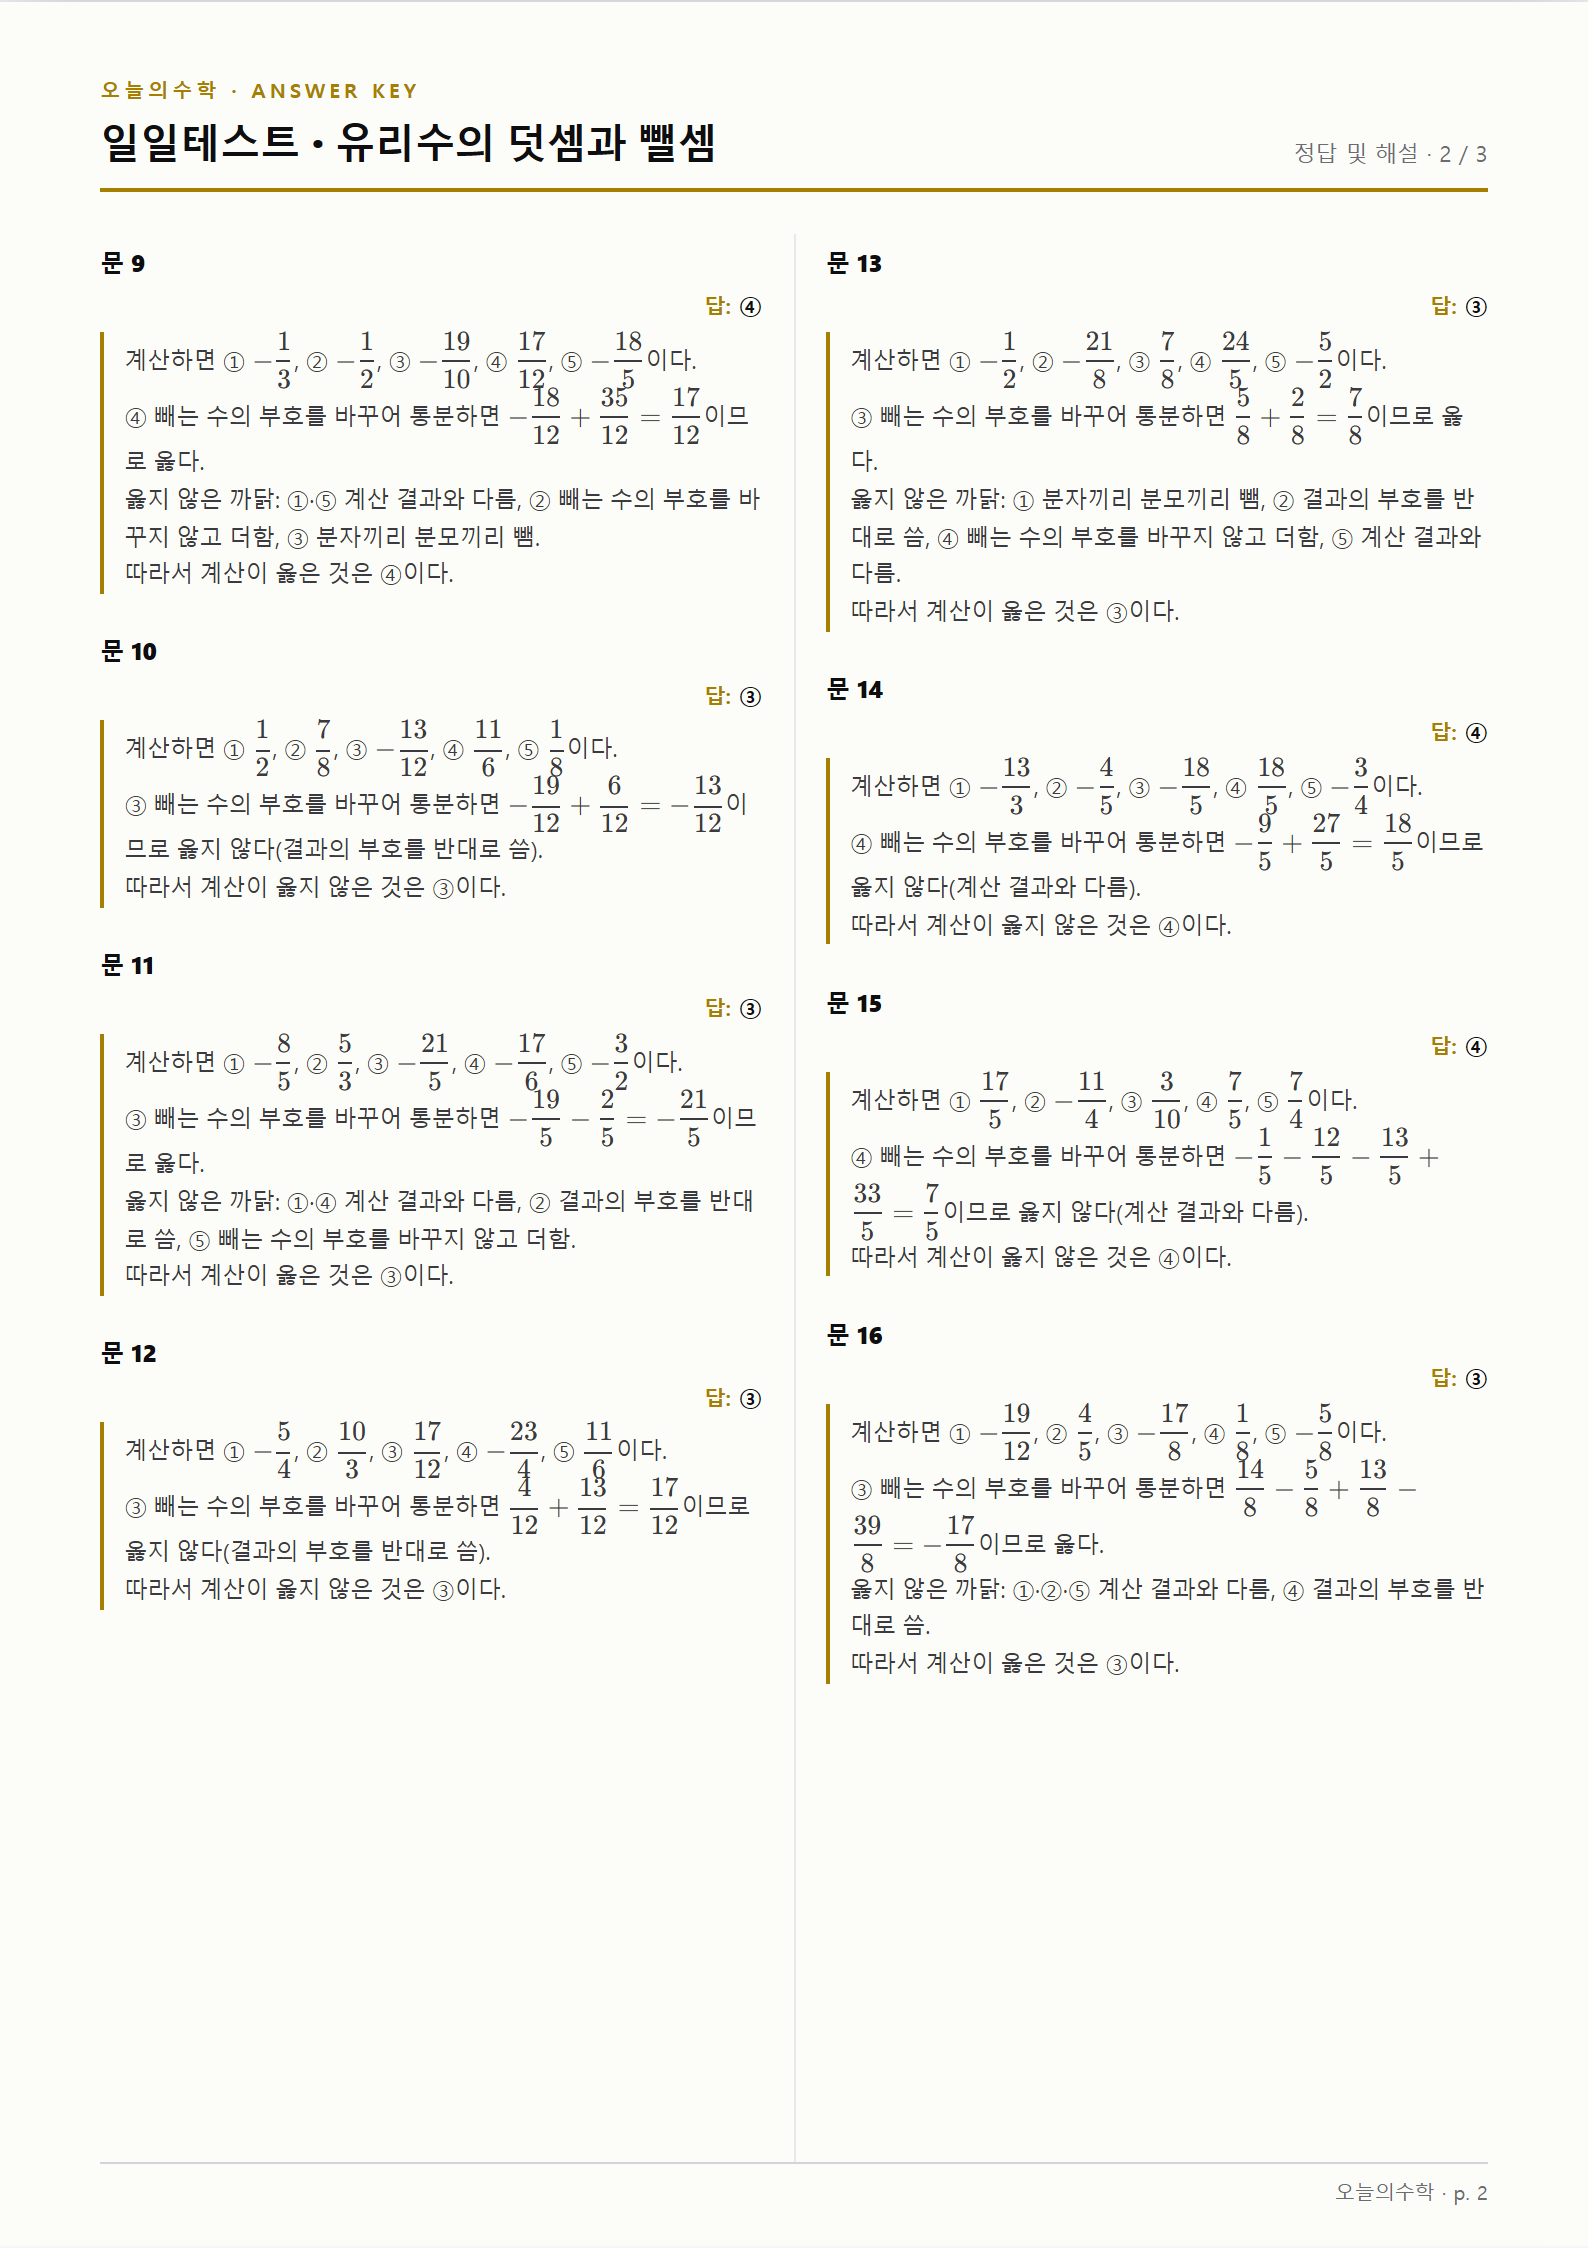 오늘의수학 · ANSWER KEY
일일테스트 · 유리수의 덧셈과 뺄셈
정답 및 해설 · 2 / 3
문 9
답: ④
계산하면 ① −1/3, ② −1/2, ③ −19/10, ④ 17/12, ⑤ −18/5이다.
④ 빼는 수의 부호를 바꾸어 통분하면 −18/12 + 35/12 = 17/12이므
로 옳다.
옳지 않은 까닭: ①·⑤ 계산 결과와 다름, ② 빼는 수의 부호를 바
꾸지 않고 더함, ③ 분자끼리 분모끼리 뺌.
따라서 계산이 옳은 것은 ④이다.
문 10
답: ③
계산하면 ① 1/2, ② 7/8, ③ −13/12, ④ 11/6, ⑤ 1/8이다.
③ 빼는 수의 부호를 바꾸어 통분하면 −19/12 + 6/12 = −13/12이
므로 옳지 않다(결과의 부호를 반대로 씀).
따라서 계산이 옳지 않은 것은 ③이다.
문 11
답: ③
계산하면 ① −8/5, ② 5/3, ③ −21/5, ④ −17/6, ⑤ −3/2이다.
③ 빼는 수의 부호를 바꾸어 통분하면 −19/5 − 2/5 = −21/5이므
로 옳다.
옳지 않은 까닭: ①·④ 계산 결과와 다름, ② 결과의 부호를 반대
로 씀, ⑤ 빼는 수의 부호를 바꾸지 않고 더함.
따라서 계산이 옳은 것은 ③이다.
문 12
답: ③
계산하면 ① −5/4, ② 10/3, ③ 17/12, ④ −23/4, ⑤ 11/6이다.
③ 빼는 수의 부호를 바꾸어 통분하면 4/12 + 13/12 = 17/12이므로
옳지 않다(결과의 부호를 반대로 씀).
따라서 계산이 옳지 않은 것은 ③이다.
문 13
답: ③
계산하면 ① −1/2, ② −21/8, ③ 7/8, ④ 24/5, ⑤ −5/2이다.
③ 빼는 수의 부호를 바꾸어 통분하면 5/8 + 2/8 = 7/8이므로 옳
다.
옳지 않은 까닭: ① 분자끼리 분모끼리 뺌, ② 결과의 부호를 반
대로 씀, ④ 빼는 수의 부호를 바꾸지 않고 더함, ⑤ 계산 결과와
다름.
따라서 계산이 옳은 것은 ③이다.
문 14
답: ④
계산하면 ① −13/3, ② −4/5, ③ −18/5, ④ 18/5, ⑤ −3/4이다.
④ 빼는 수의 부호를 바꾸어 통분하면 −9/5 + 27/5 = 18/5이므로
옳지 않다(계산 결과와 다름).
따라서 계산이 옳지 않은 것은 ④이다.
문 15
답: ④
계산하면 ① 17/5, ② −11/4, ③ 3/10, ④ 7/5, ⑤ 7/4이다.
④ 빼는 수의 부호를 바꾸어 통분하면 −1/5 − 12/5 − 13/5 +
33/5 = 7/5이므로 옳지 않다(계산 결과와 다름).
따라서 계산이 옳지 않은 것은 ④이다.
문 16
답: ③
계산하면 ① −19/12, ② 4/5, ③ −17/8, ④ 1/8, ⑤ −5/8이다.
③ 빼는 수의 부호를 바꾸어 통분하면 14/8 − 5/8 + 13/8 −
39/8 = −17/8이므로 옳다.
옳지 않은 까닭: ①·②·⑤ 계산 결과와 다름, ④ 결과의 부호를 반
대로 씀.
따라서 계산이 옳은 것은 ③이다.
오늘의수학 · p. 2